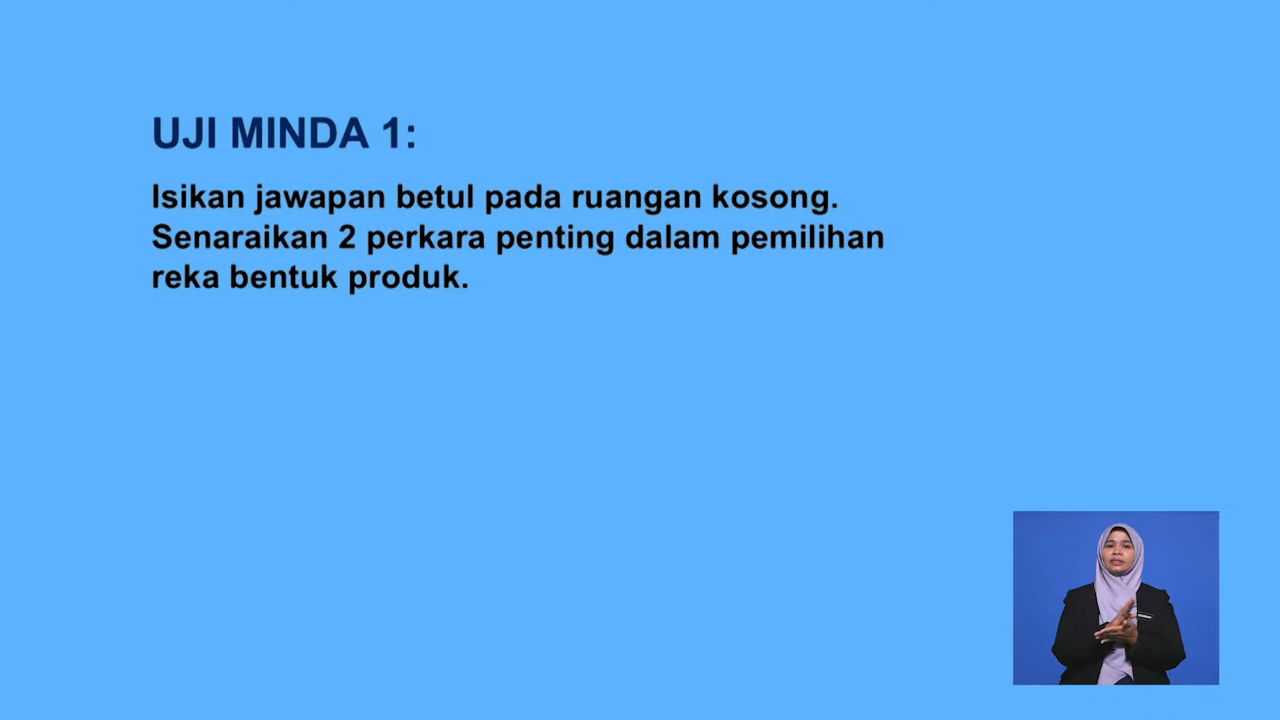 UJI MINDA 1:
Isikan jawapan betul pada ruangan kosong.
Senaraikan 2 perkara penting dalam pemilihan
reka bentuk produk.